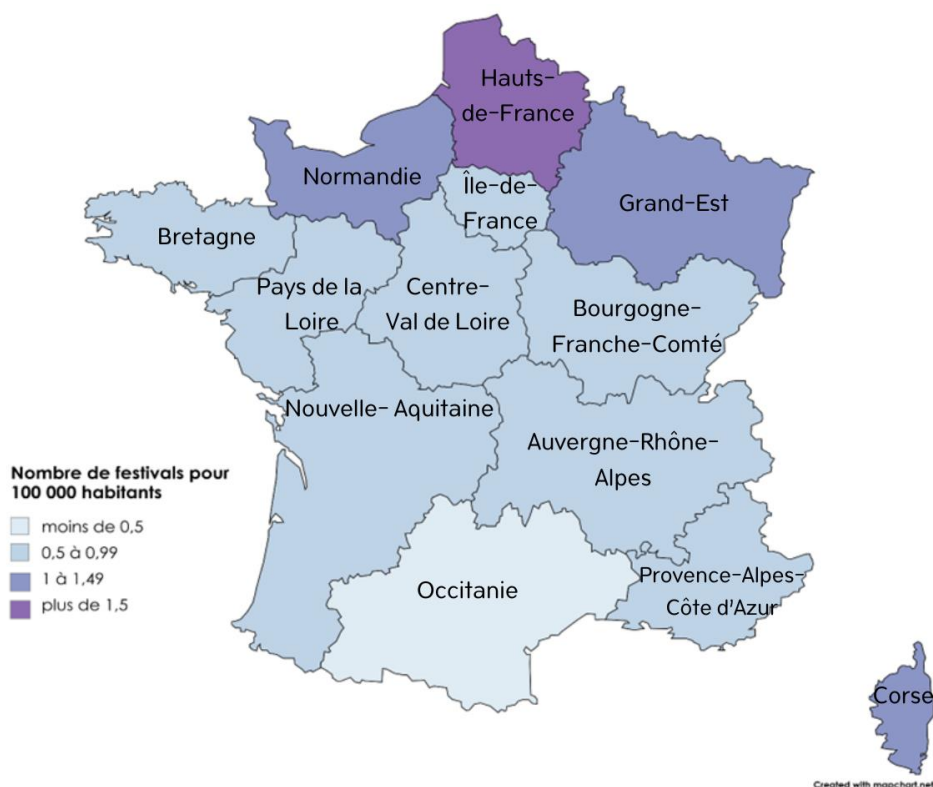 Hauts-
de-France
Normandie
Île-de-
France
Grand-Est
Bretagne
Pays de la
Loire
Centre-
Val de Loire
Bourgogne-
Franche-Comté
Nouvelle-Aquitaine
Auvergne-Rhône-
Alpes
Nombre de festivals pour
100 000 habitants
moins de 0,5
0,5 à 0,99
1 à 1,49
plus de 1,5
Occitanie
Provence-Alpes-
Côte d'Azur
Corse
Created with mapchart.net